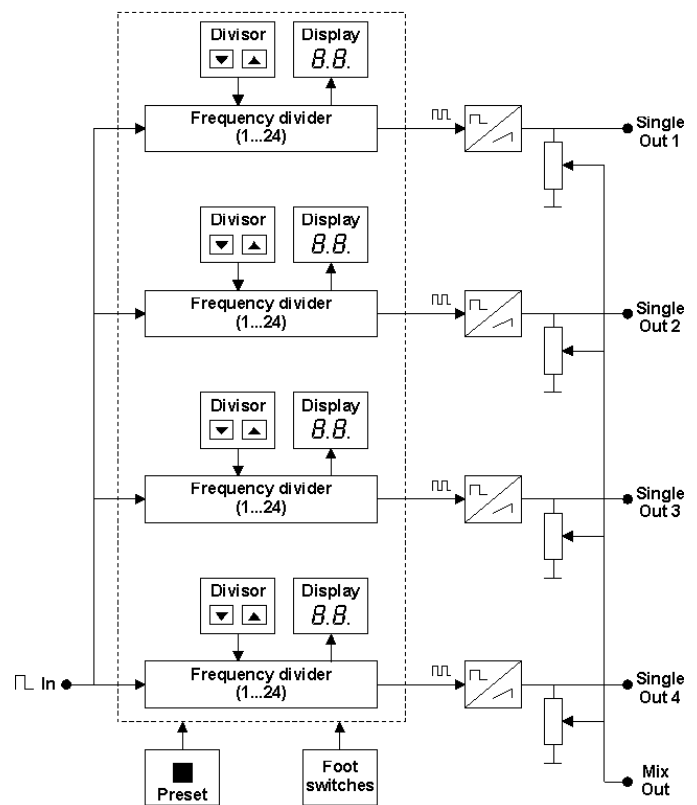 Divisor
Display
8.8.
Frequency divider
(1...24)
Single
Out 1
Divisor
Display
8.8.
Frequency divider
(1...24)
Single
Out 2
Divisor
Display
8.8.
Frequency divider
(1...24)
Single
Out 3
Divisor
Display
8.8.
Frequency divider
(1...24)
In
Single
Out 4
Preset
Foot
switches
Mix
Out